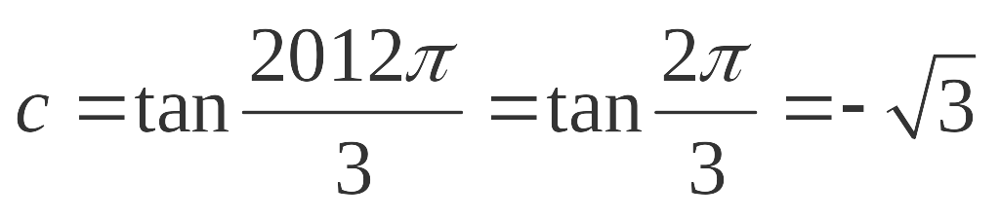 c = tan 2012π/3 = tan 2π/3 = - √3